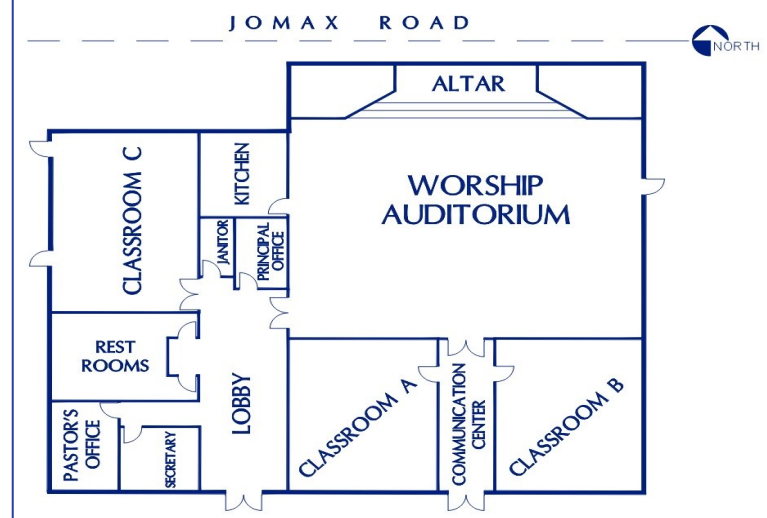 JOMAX ROAD
NORTH
ALTAR
WORSHIP
AUDITORIUM
CLASSROOM C
KITCHEN
JANITOR
PRINCIPAL
OFFICE
REST
ROOMS
LOBBY
PASTOR'S
OFFICE
SECRETARY
CLASSROOM A
COMMUNICATION
CENTER
CLASSROOM B